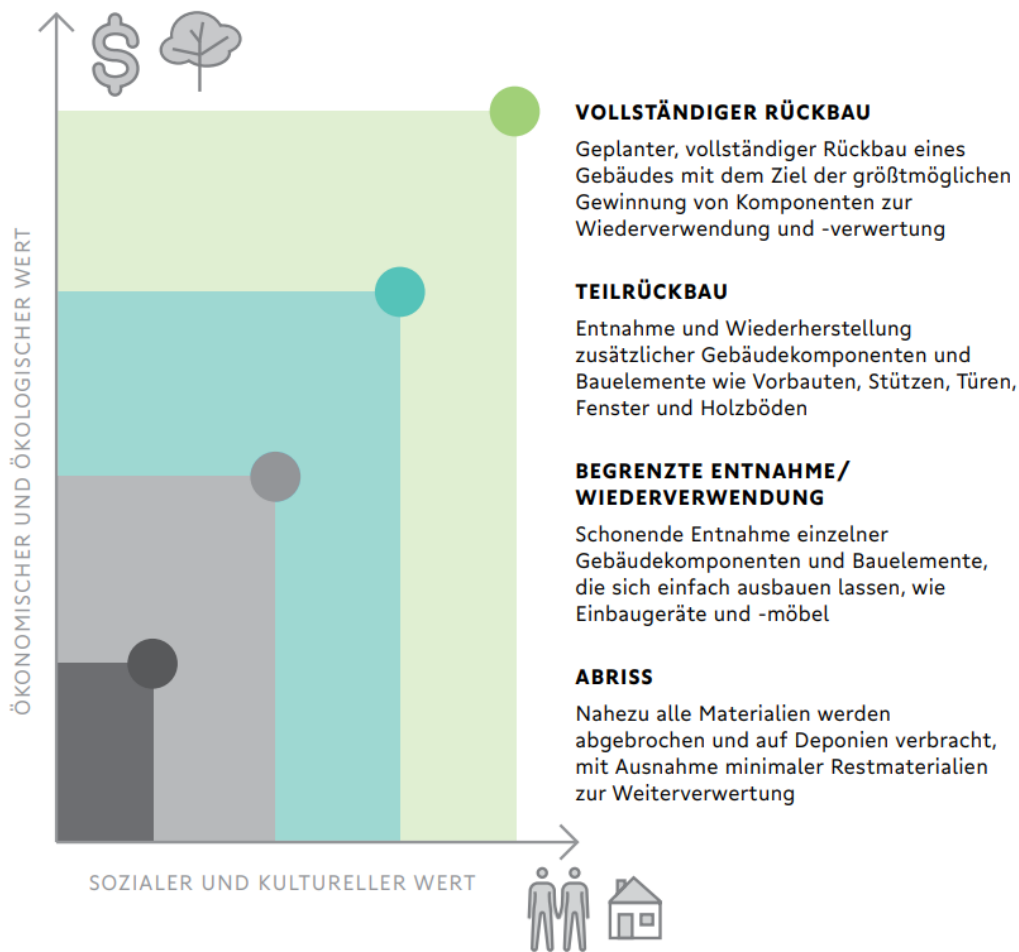 VOLLSTÄNDIGER RÜCKBAU
Geplanter, vollständiger Rückbau eines
Gebäudes mit dem Ziel der größtmöglichen
Gewinnung von Komponenten zur
Wiederverwendung und -verwertung
TEILRÜCKBAU
Entnahme und Wiederherstellung
zusätzlicher Gebäudekomponenten und
Bauelemente wie Vorbauten, Stützen, Türen,
Fenster und Holzböden
BEGRENZTE ENTNAHME/
WIEDERVERWENDUNG
Schonende Entnahme einzelner
Gebäudekomponenten und Bauelemente,
die sich einfach ausbauen lassen, wie
Einbaugeräte und -möbel
ABRISS
Nahezu alle Materialien werden
abgebrochen und auf Deponien verbracht,
mit Ausnahme minimaler Restmaterialien
zur Weiterverwertung
ÖKONOMISCHER UND ÖKOLOGISCHER WERT
SOZIALER UND KULTURELLER WERT